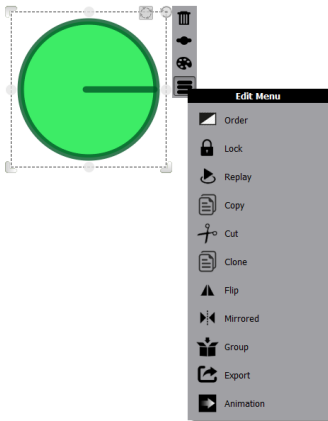 Edit Menu
Order
Lock
Replay
Copy
Cut
Clone
Flip
Mirrored
Group
Export
Animation